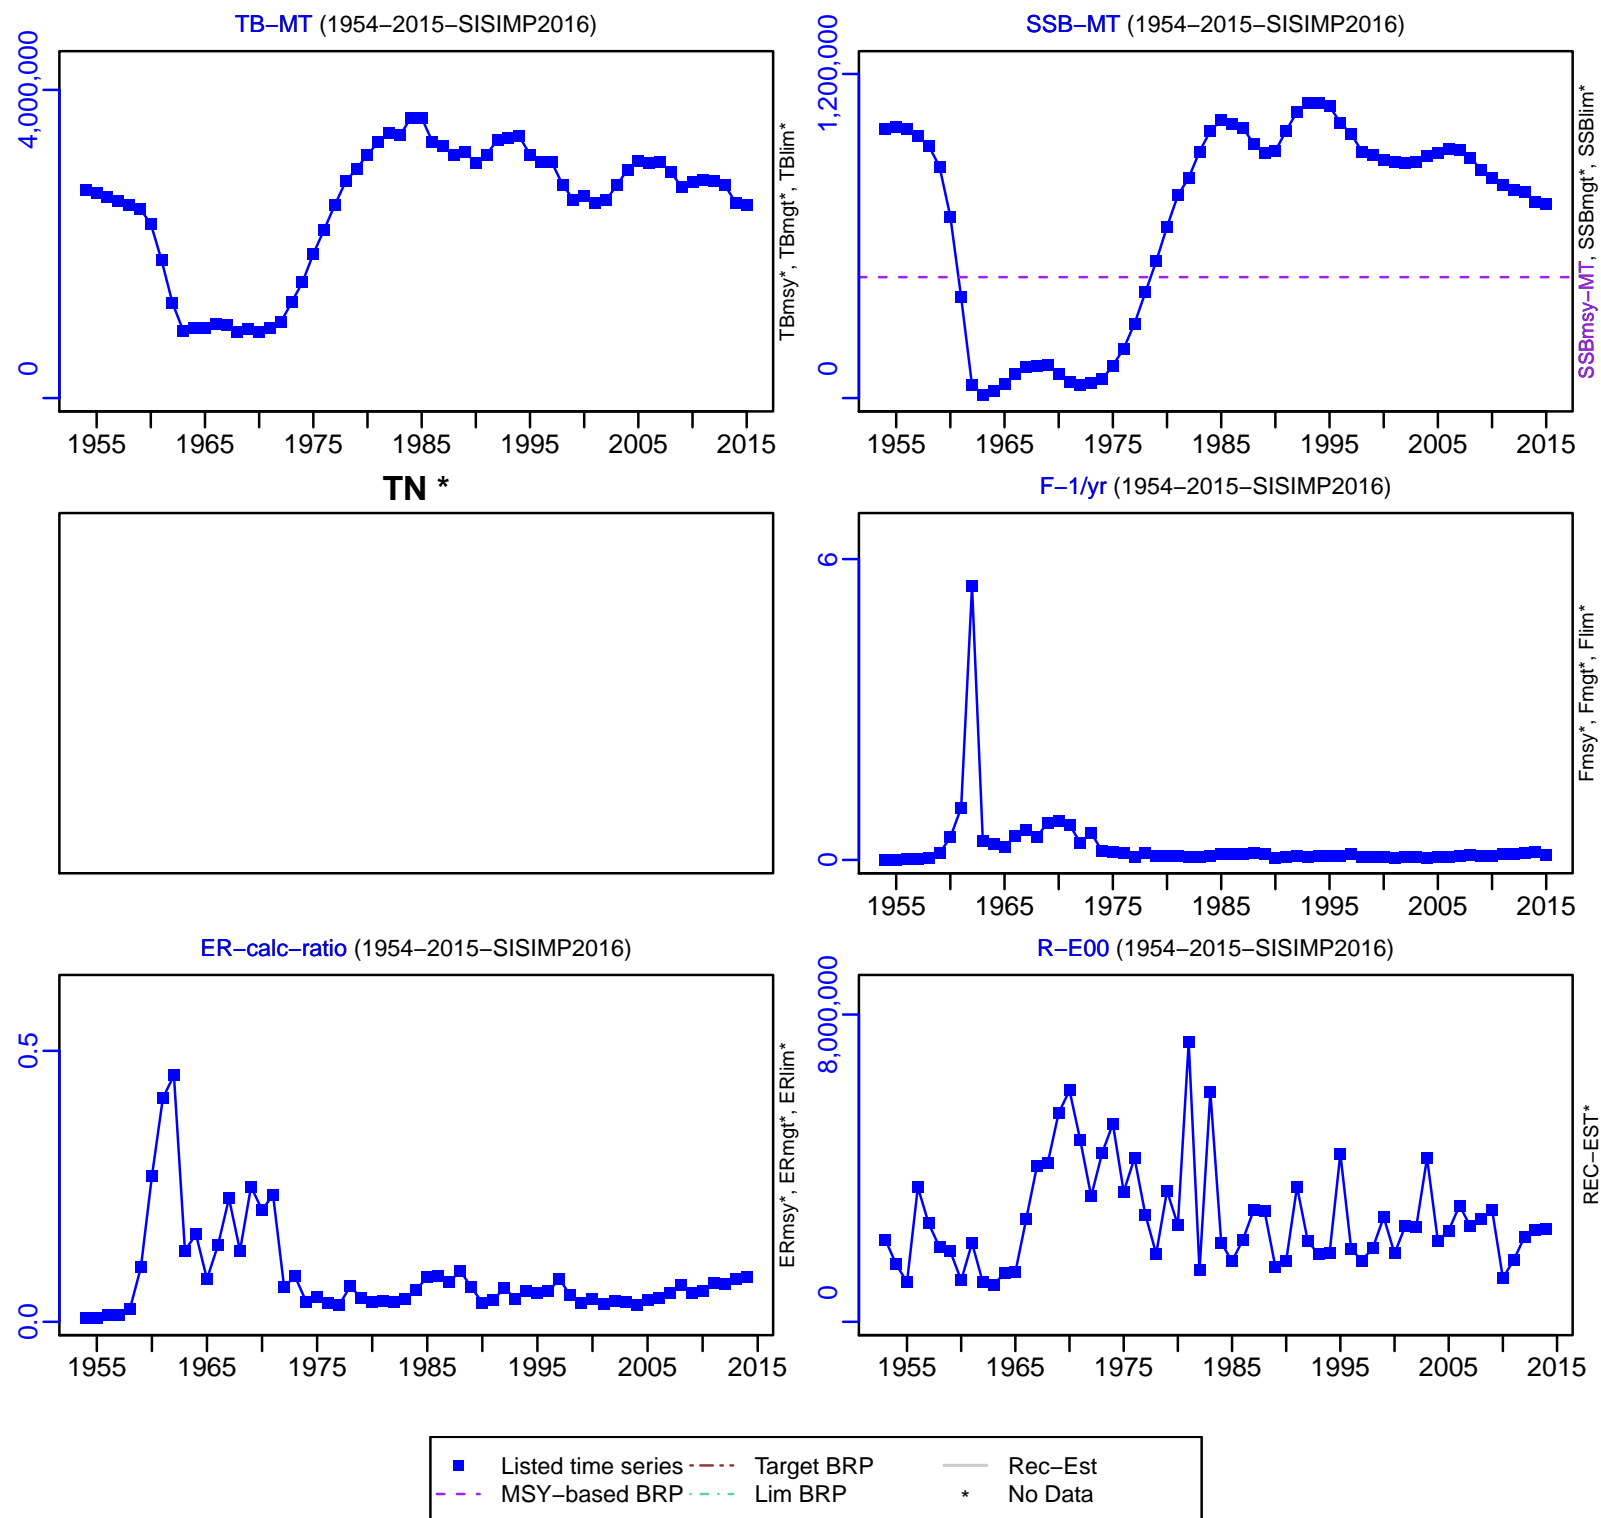 TB−MT (1954−2015−SISIMP2016)
4,000,000
0
1955 1965 1975 1985 1995 2005 2015
TBmsy*, TBmgt*, TBlim*
SSB−MT (1954−2015−SISIMP2016)
1,200,000
0
1955 1965 1975 1985 1995 2005 2015
SSBmsy−MT, SSBmgt*, SSBlim*
TN *
F−1/yr (1954−2015−SISIMP2016)
6
0
1955 1965 1975 1985 1995 2005 2015
Fmsy*, Fmgt*, Flim*
ER−calc−ratio (1954−2015−SISIMP2016)
0.5
0.0
1955 1965 1975 1985 1995 2005 2015
ERmsy*, ERmgt*, ERlim*
R−E00 (1954−2015−SISIMP2016)
8,000,000
0
1955 1965 1975 1985 1995 2005 2015
REC−EST*
Listed time series Target BRP Rec−Est
MSY−based BRP Lim BRP * No Data